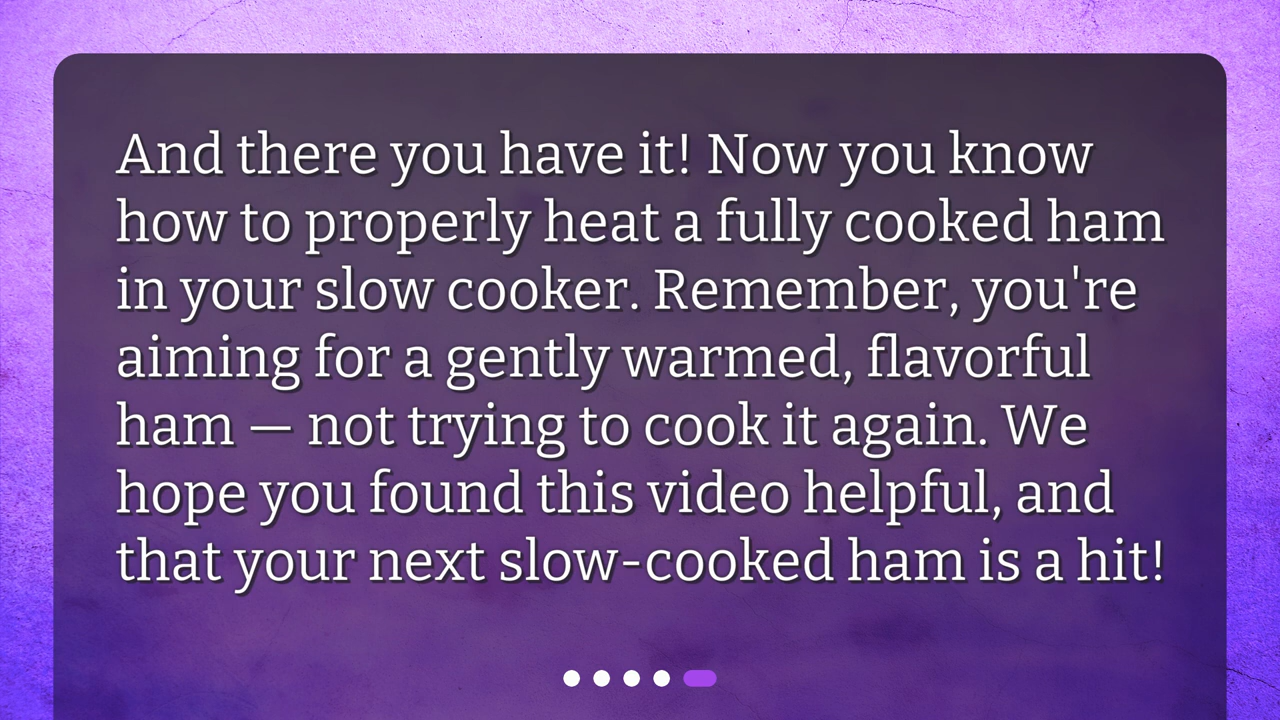 And there you have it! Now you know
how to properly heat a fully cooked ham
in your slow cooker. Remember, you're
aiming for a gently warmed, flavorful
ham — not trying to cook it again. We
hope you found this video helpful, and
that your next slow-cooked ham is a hit!